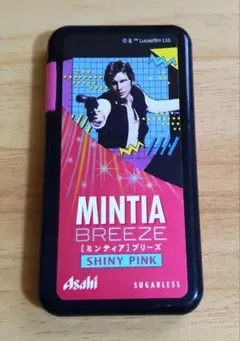 © & ™ Lucasfilm Ltd.
MINTIA
BREEZE
[ミンティア]ブリーズ
SHINY PINK
Asahi SUGARLESS